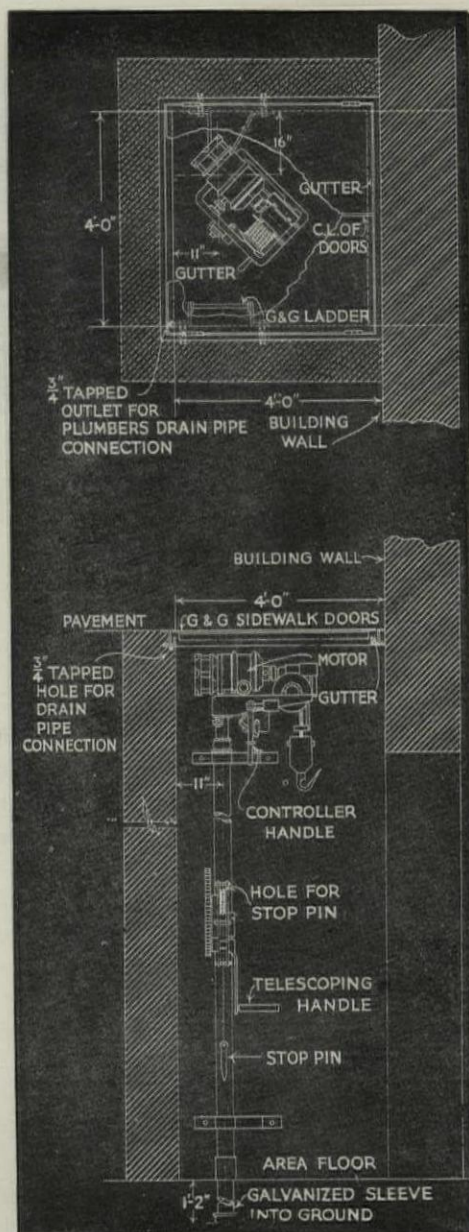 16"
GUTTER
4'-0"
C.L. OF
DOORS
11"
GUTTER
G&G LADDER
3/4" TAPPED
OUTLET FOR
PLUMBERS DRAIN PIPE
CONNECTION
4'-0"
BUILDING
WALL
BUILDING WALL
4'-0"
PAVEMENT
G & G SIDEWALK DOORS
MOTOR
3/4" TAPPED
HOLE FOR
DRAIN
PIPE
CONNECTION
GUTTER
11"
CONTROLLER
HANDLE
HOLE FOR
STOP PIN
TELESCOPING
HANDLE
STOP PIN
AREA FLOOR
1'-2"
GALVANIZED SLEEVE
INTO GROUND